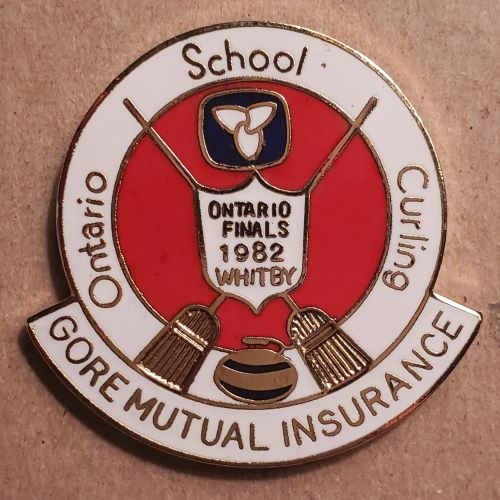 Ontario School Curling
ONTARIO
FINALS
1982
WHITBY
GORE MUTUAL INSURANCE